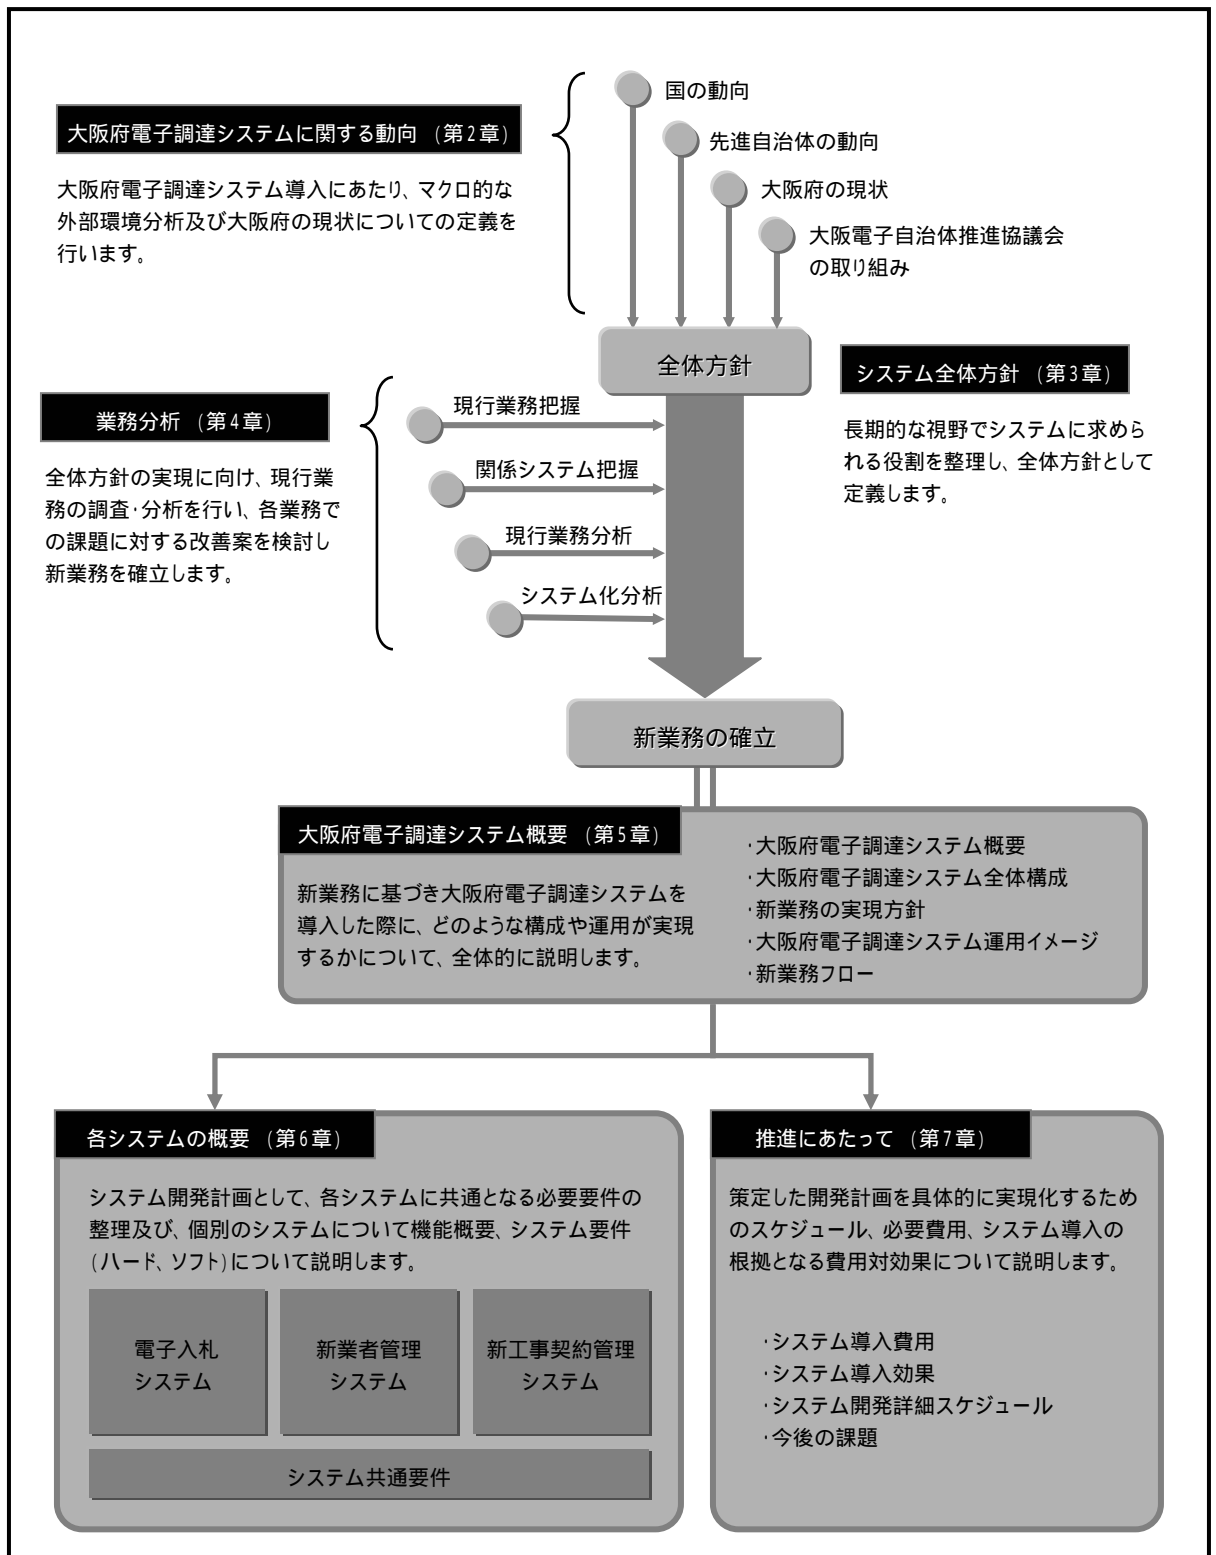 大阪府電子調達システムに関する動向 (第2章)
大阪府電子調達システム導入にあたり、マクロ的な
外部環境分析及び大阪府の現状についての定義を
行います。
国の動向
先進自治体の動向
大阪府の現状
大阪電子自治体推進協議会
の取り組み
全体方針
システム全体方針 (第3章)
長期的な視野でシステムに求めら
れる役割を整理し、全体方針として
定義します。
業務分析 (第4章)
全体方針の実現に向け、現行業
務の調査・分析を行い、各業務で
の課題に対する改善案を検討し
新業務を確立します。
現行業務把握
関係システム把握
現行業務分析
システム化分析
新業務の確立
大阪府電子調達システム概要 (第5章)
新業務に基づき大阪府電子調達システムを
導入した際に、どのような構成や運用が実現
するかについて、全体的に説明します。
・大阪府電子調達システム概要
・大阪府電子調達システム全体構成
・新業務の実現方針
・大阪府電子調達システム運用イメージ
・新業務フロー
各システムの概要 (第6章)
システム開発計画として、各システムに共通となる必要要件の
整理及び、個別のシステムについて機能概要、システム要件
(ハード、ソフト)について説明します。
電子入札
システム
新業者管理
システム
新工事契約管理
システム
システム共通要件
推進にあたって (第7章)
策定した開発計画を具体的に実現化するため
のスケジュール、必要費用、システム導入の
根拠となる費用対効果について説明します。
・システム導入費用
・システム導入効果
・システム開発詳細スケジュール
・今後の課題